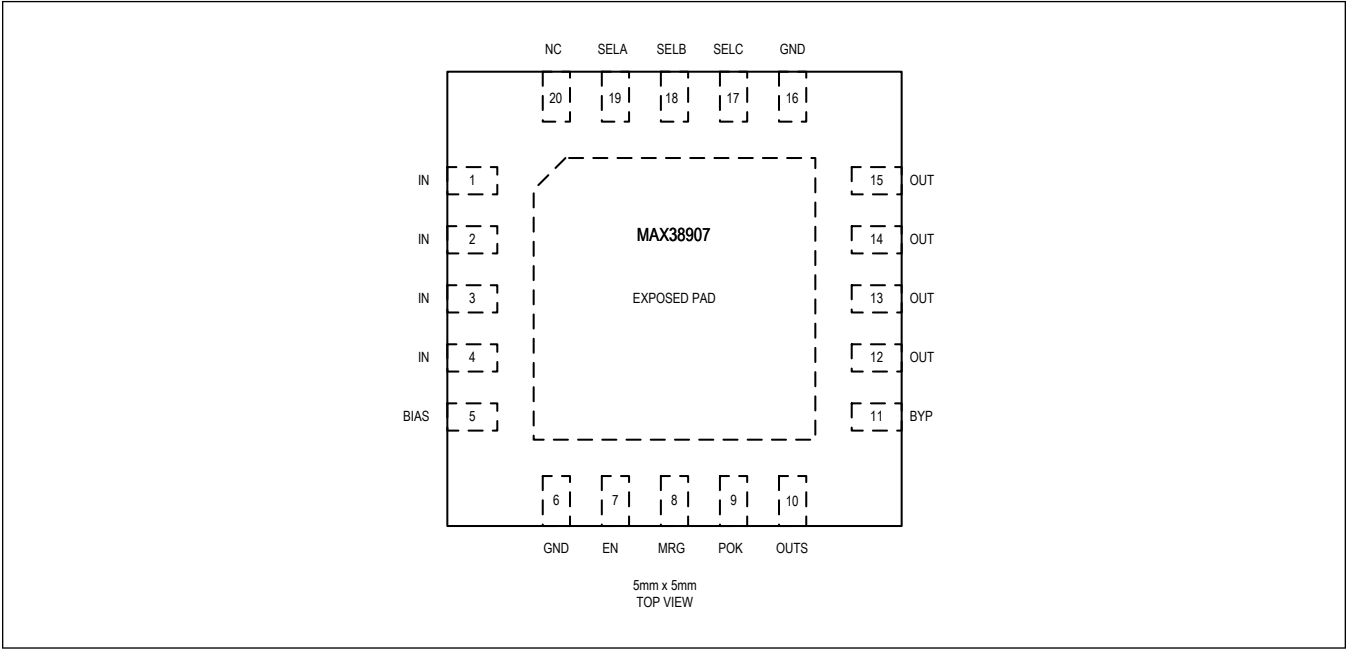 NC SELA SELB SELC GND
20 19 18 17 16
IN 1 15 OUT
MAX38907
IN 2 14 OUT
IN 3 EXPOSED PAD 13 OUT
IN 4 12 OUT
BIAS 5 11 BYP
6 7 8 9 10
GND EN MRG POK OUTS
5mm x 5mm
TOP VIEW